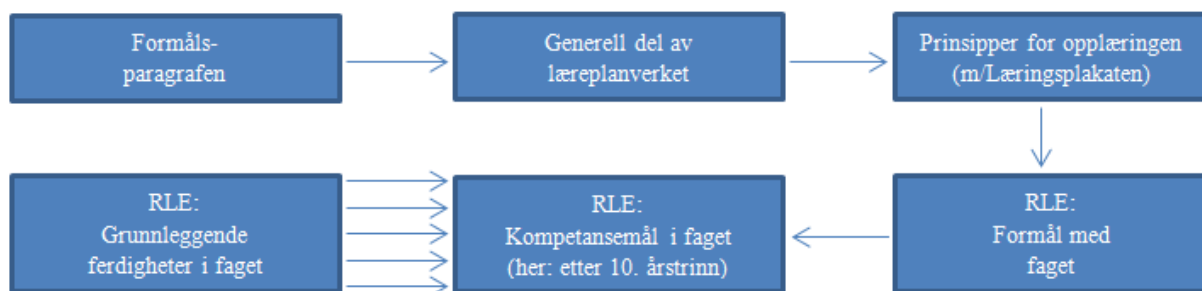 Formåls-
paragrafen
Generell del av
læreplanverket
Prinsipper for opplæringen
(m/Læringsplakaten)
RLE:
Grunnleggende
ferdigheter i faget
RLE:
Kompetansemål i faget
(her: etter 10. årstrinn)
RLE:
Formål med
faget